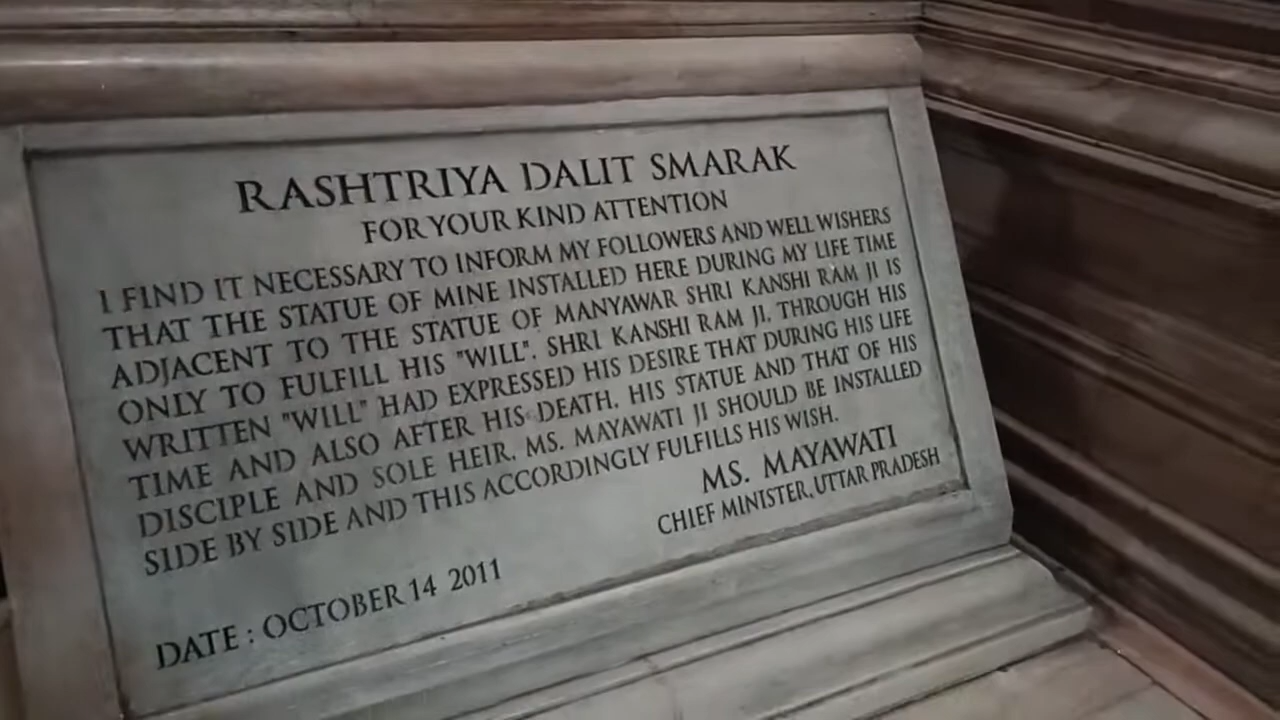 RASHTRIYA DALIT SMARAK
FOR YOUR KIND ATTENTION
I FIND IT NECESSARY TO INFORM MY FOLLOWERS AND WELL WISHERS
THAT THE STATUE OF MINE INSTALLED HERE DURING MY LIFE TIME
ADJACENT TO THE STATUE OF MANYAWAR SHRI KANSHI RAM JI IS
ONLY TO FULFILL HIS "WILL". SHRI KANSHI RAM JI, THROUGH HIS
WRITTEN "WILL" HAD EXPRESSED HIS DESIRE THAT DURING HIS LIFE
TIME AND ALSO AFTER HIS DEATH, HIS STATUE AND THAT OF HIS
DISCIPLE AND SOLE HEIR, MS. MAYAWATI JI SHOULD BE INSTALLED
SIDE BY SIDE AND THIS ACCORDINGLY FULFILLS HIS WISH.
MS. MAYAWATI
CHIEF MINISTER, UTTAR PRADESH
DATE : OCTOBER 14 2011